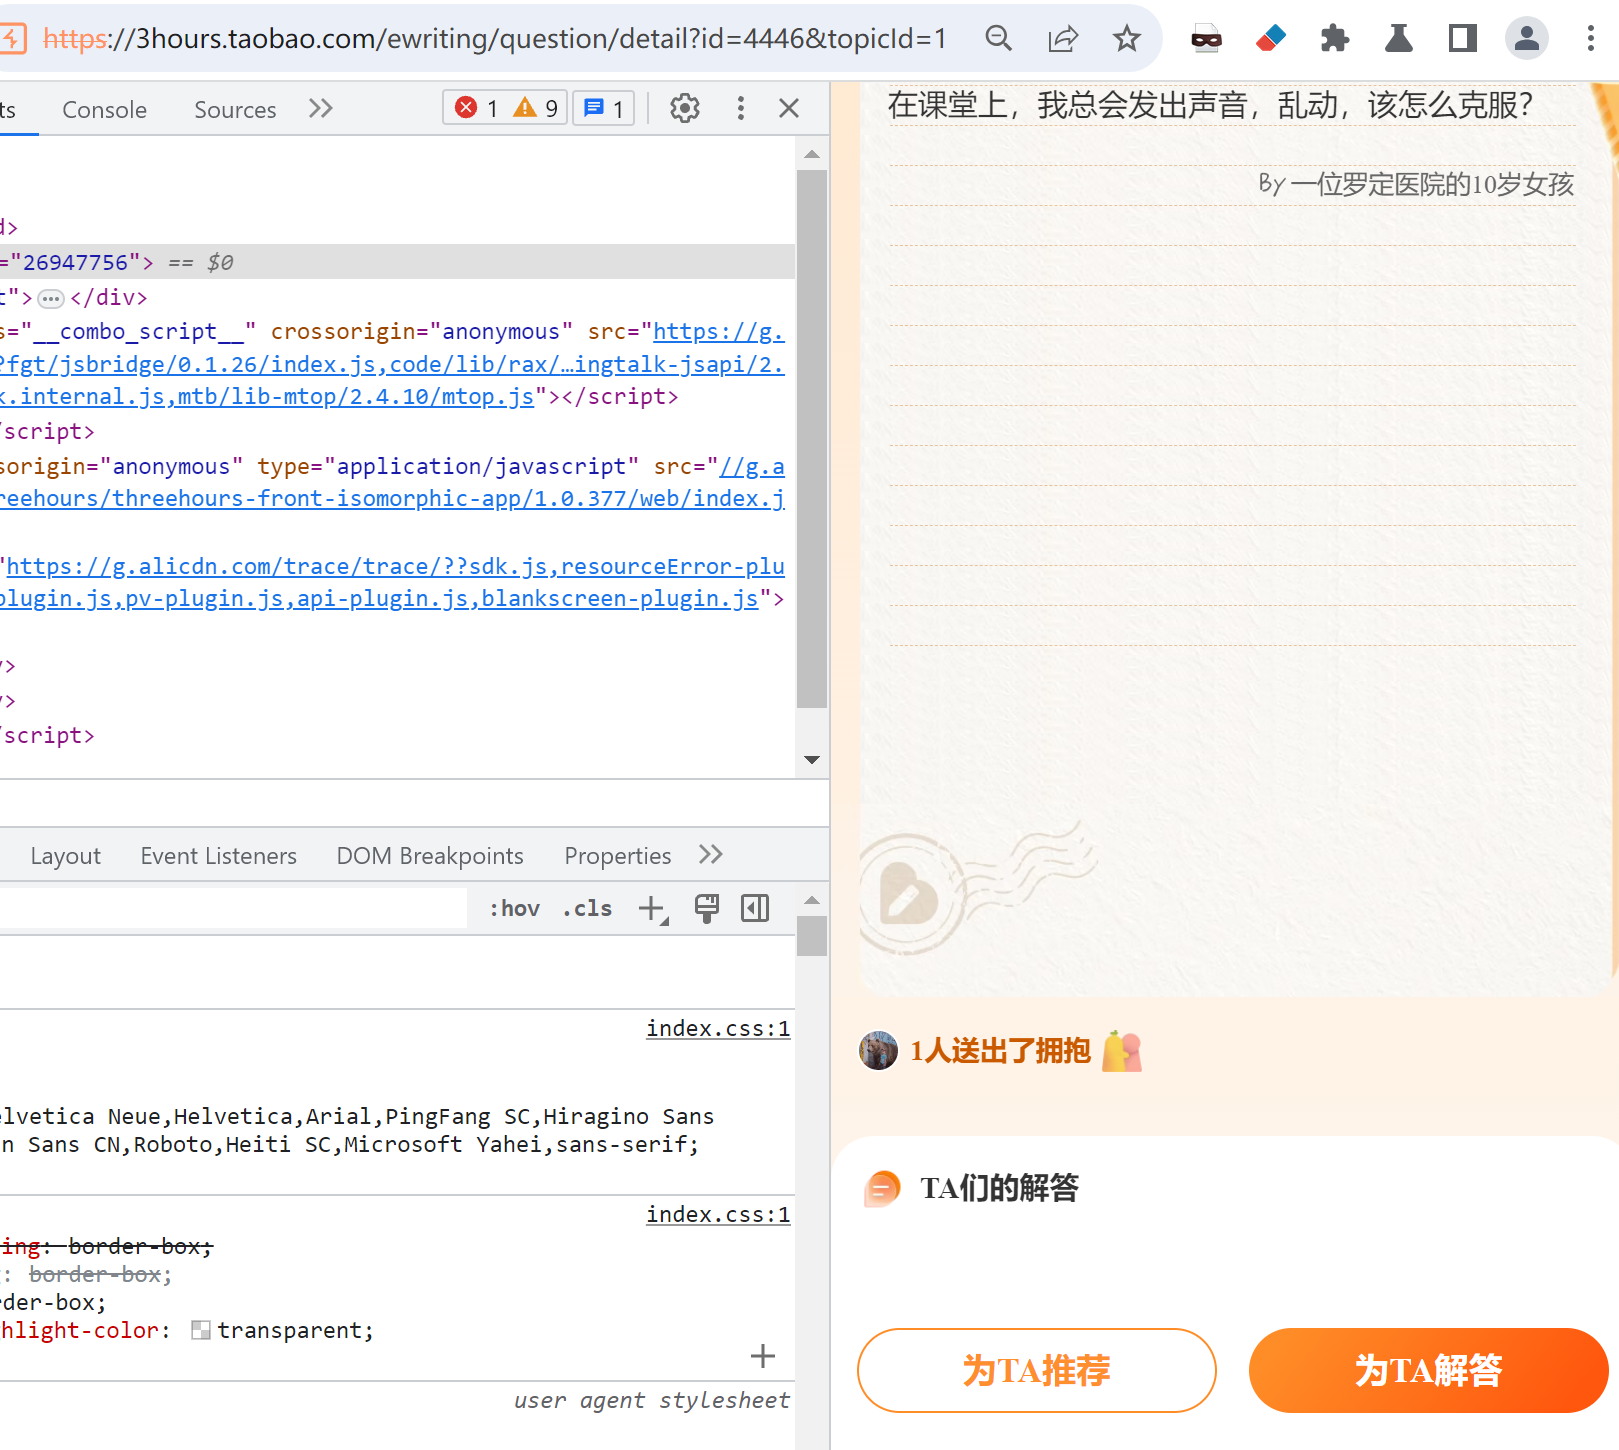 https://3hours.taobao.com/ewriting/question/detail?id=4446&topicId=1
ts Console Sources 1 9 1
d>
="26947756"> == $0
t">…</div>
s="__combo_script__" crossorigin="anonymous" src="https://g.
?fgt/jsbridge/0.1.26/index.js,code/lib/rax/…ingtalk-jsapi/2.
k.internal.js,mtb/lib-mtop/2.4.10/mtop.js"></script>
/script>
sorigin="anonymous" type="application/javascript" src="//g.a
reehours/threehours-front-isomorphic-app/1.0.377/web/index.j
"https://g.alicdn.com/trace/trace/??sdk.js,resourceError-plu
plugin.js,pv-plugin.js,api-plugin.js,blankscreen-plugin.js">
v>
v>
/script>
Layout Event Listeners DOM Breakpoints Properties
:hov .cls
index.css:1
elvetica Neue,Helvetica,Arial,PingFang SC,Hiragino Sans
n Sans CN,Roboto,Heiti SC,Microsoft Yahei,sans-serif;
index.css:1
ing: border-box;
: border-box;
rder-box;
hlight-color: transparent;
user agent stylesheet
在课堂上，我总会发出声音，乱动，该怎么克服？
By 一位罗定医院的10岁女孩
1人送出了拥抱
TA们的解答
为TA推荐
为TA解答